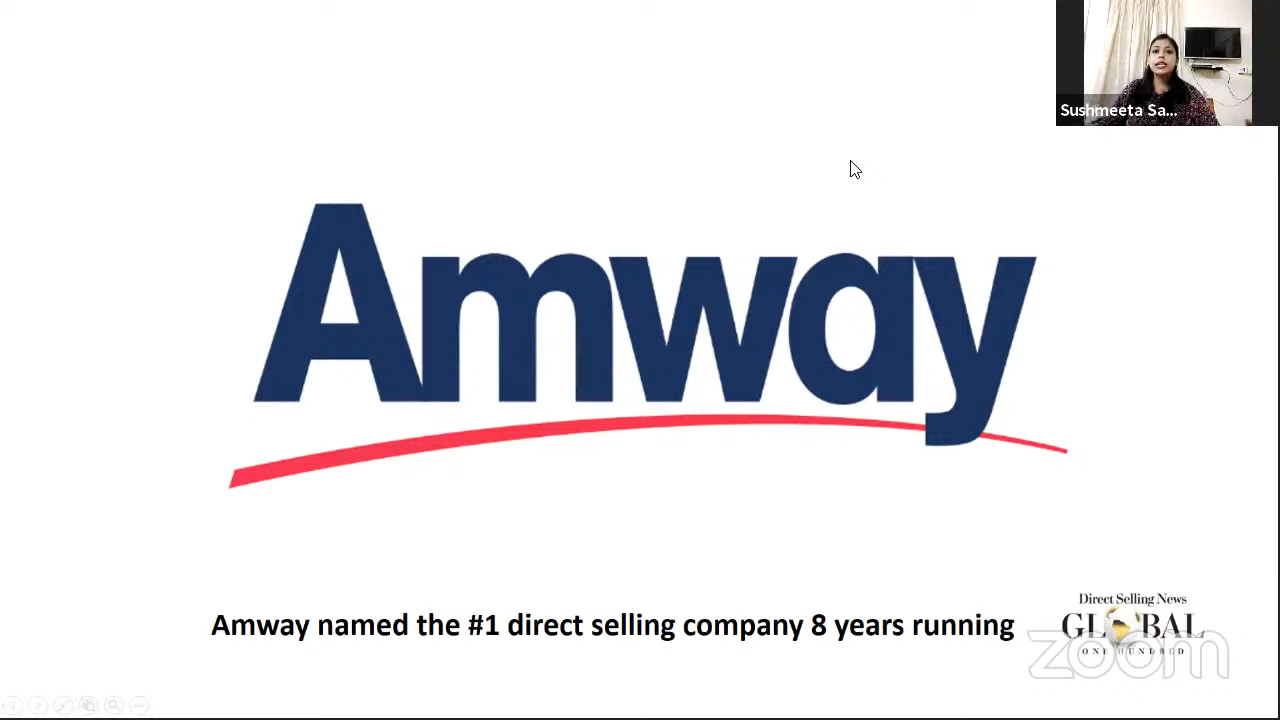 Sushmeeta Sa...
Amway
Amway named the #1 direct selling company 8 years running
Direct Selling News
GLOBAL
ONE HUNDRED
zoom